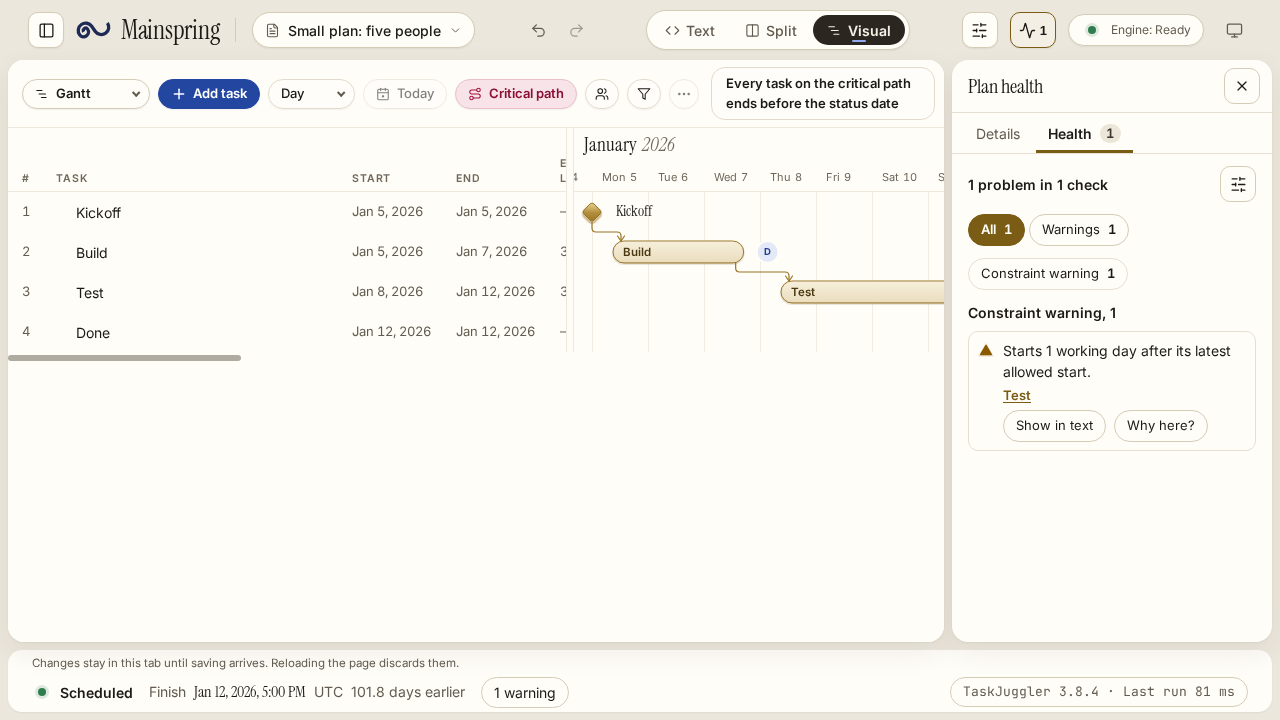 Mainspring
Small plan: five people
Text
Split
Visual
1
Engine: Ready
Gantt
Add task
Day
Today
Critical path
Every task on the critical path
ends before the status date
January 2026
# TASK START END
Mon 5 Tue 6 Wed 7 Thu 8 Fri 9 Sat 10
1 Kickoff Jan 5, 2026 Jan 5, 2026 –
Kickoff
2 Build Jan 5, 2026 Jan 7, 2026 3
Build
D
3 Test Jan 8, 2026 Jan 12, 2026 3
Test
4 Done Jan 12, 2026 Jan 12, 2026 –
Plan health
Details
Health 1
1 problem in 1 check
All 1
Warnings 1
Constraint warning 1
Constraint warning, 1
Starts 1 working day after its latest
allowed start.
Test
Show in text
Why here?
Changes stay in this tab until saving arrives. Reloading the page discards them.
Scheduled Finish Jan 12, 2026, 5:00 PM UTC 101.8 days earlier
1 warning
TaskJuggler 3.8.4 · Last run 81 ms